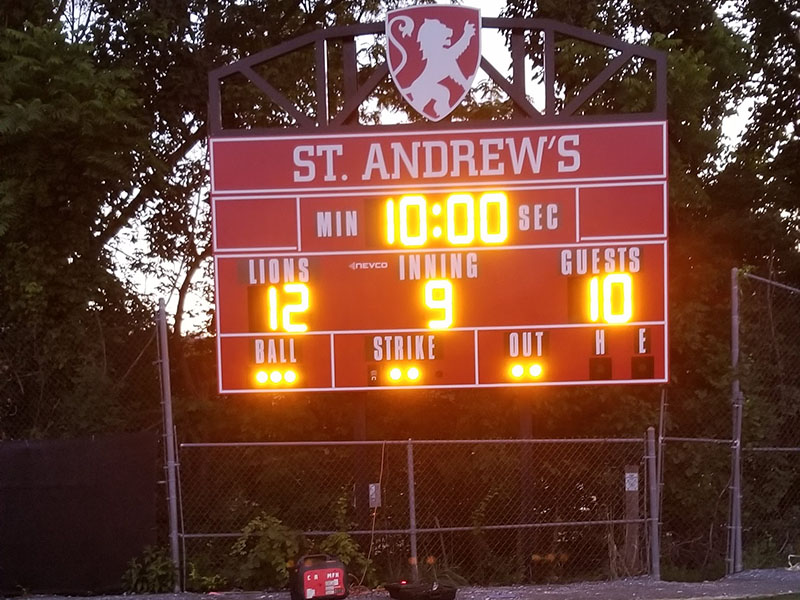 ST. ANDREW'S
MIN 10:00 SEC
LIONS NEVCO INNING GUESTS
12 9 10
BALL STRIKE OUT H E